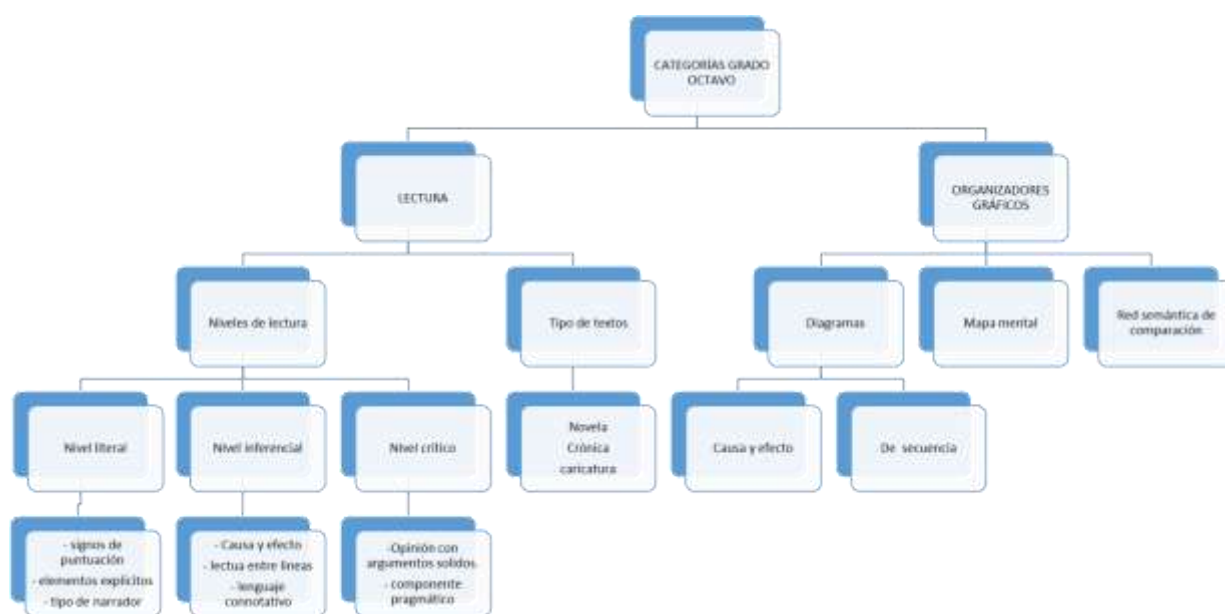 CATEGORÍAS GRADO
OCTAVO
LECTURA
ORGANIZADORES
GRÁFICOS
Niveles de lectura
Tipo de textos
Diagramas
Mapa mental
Red semántica de
comparación
Nivel literal
Nivel inferencial
Nivel crítico
Novela
Crónica
caricatura
Causa y efecto
De secuencia
- signos de
puntuación
- elementos explícitos
- tipo de narrador
- Causa y efecto
- lectua entre líneas
- lenguaje
connotativo
-Opinión con
argumentos solidos
- componente
pragmático